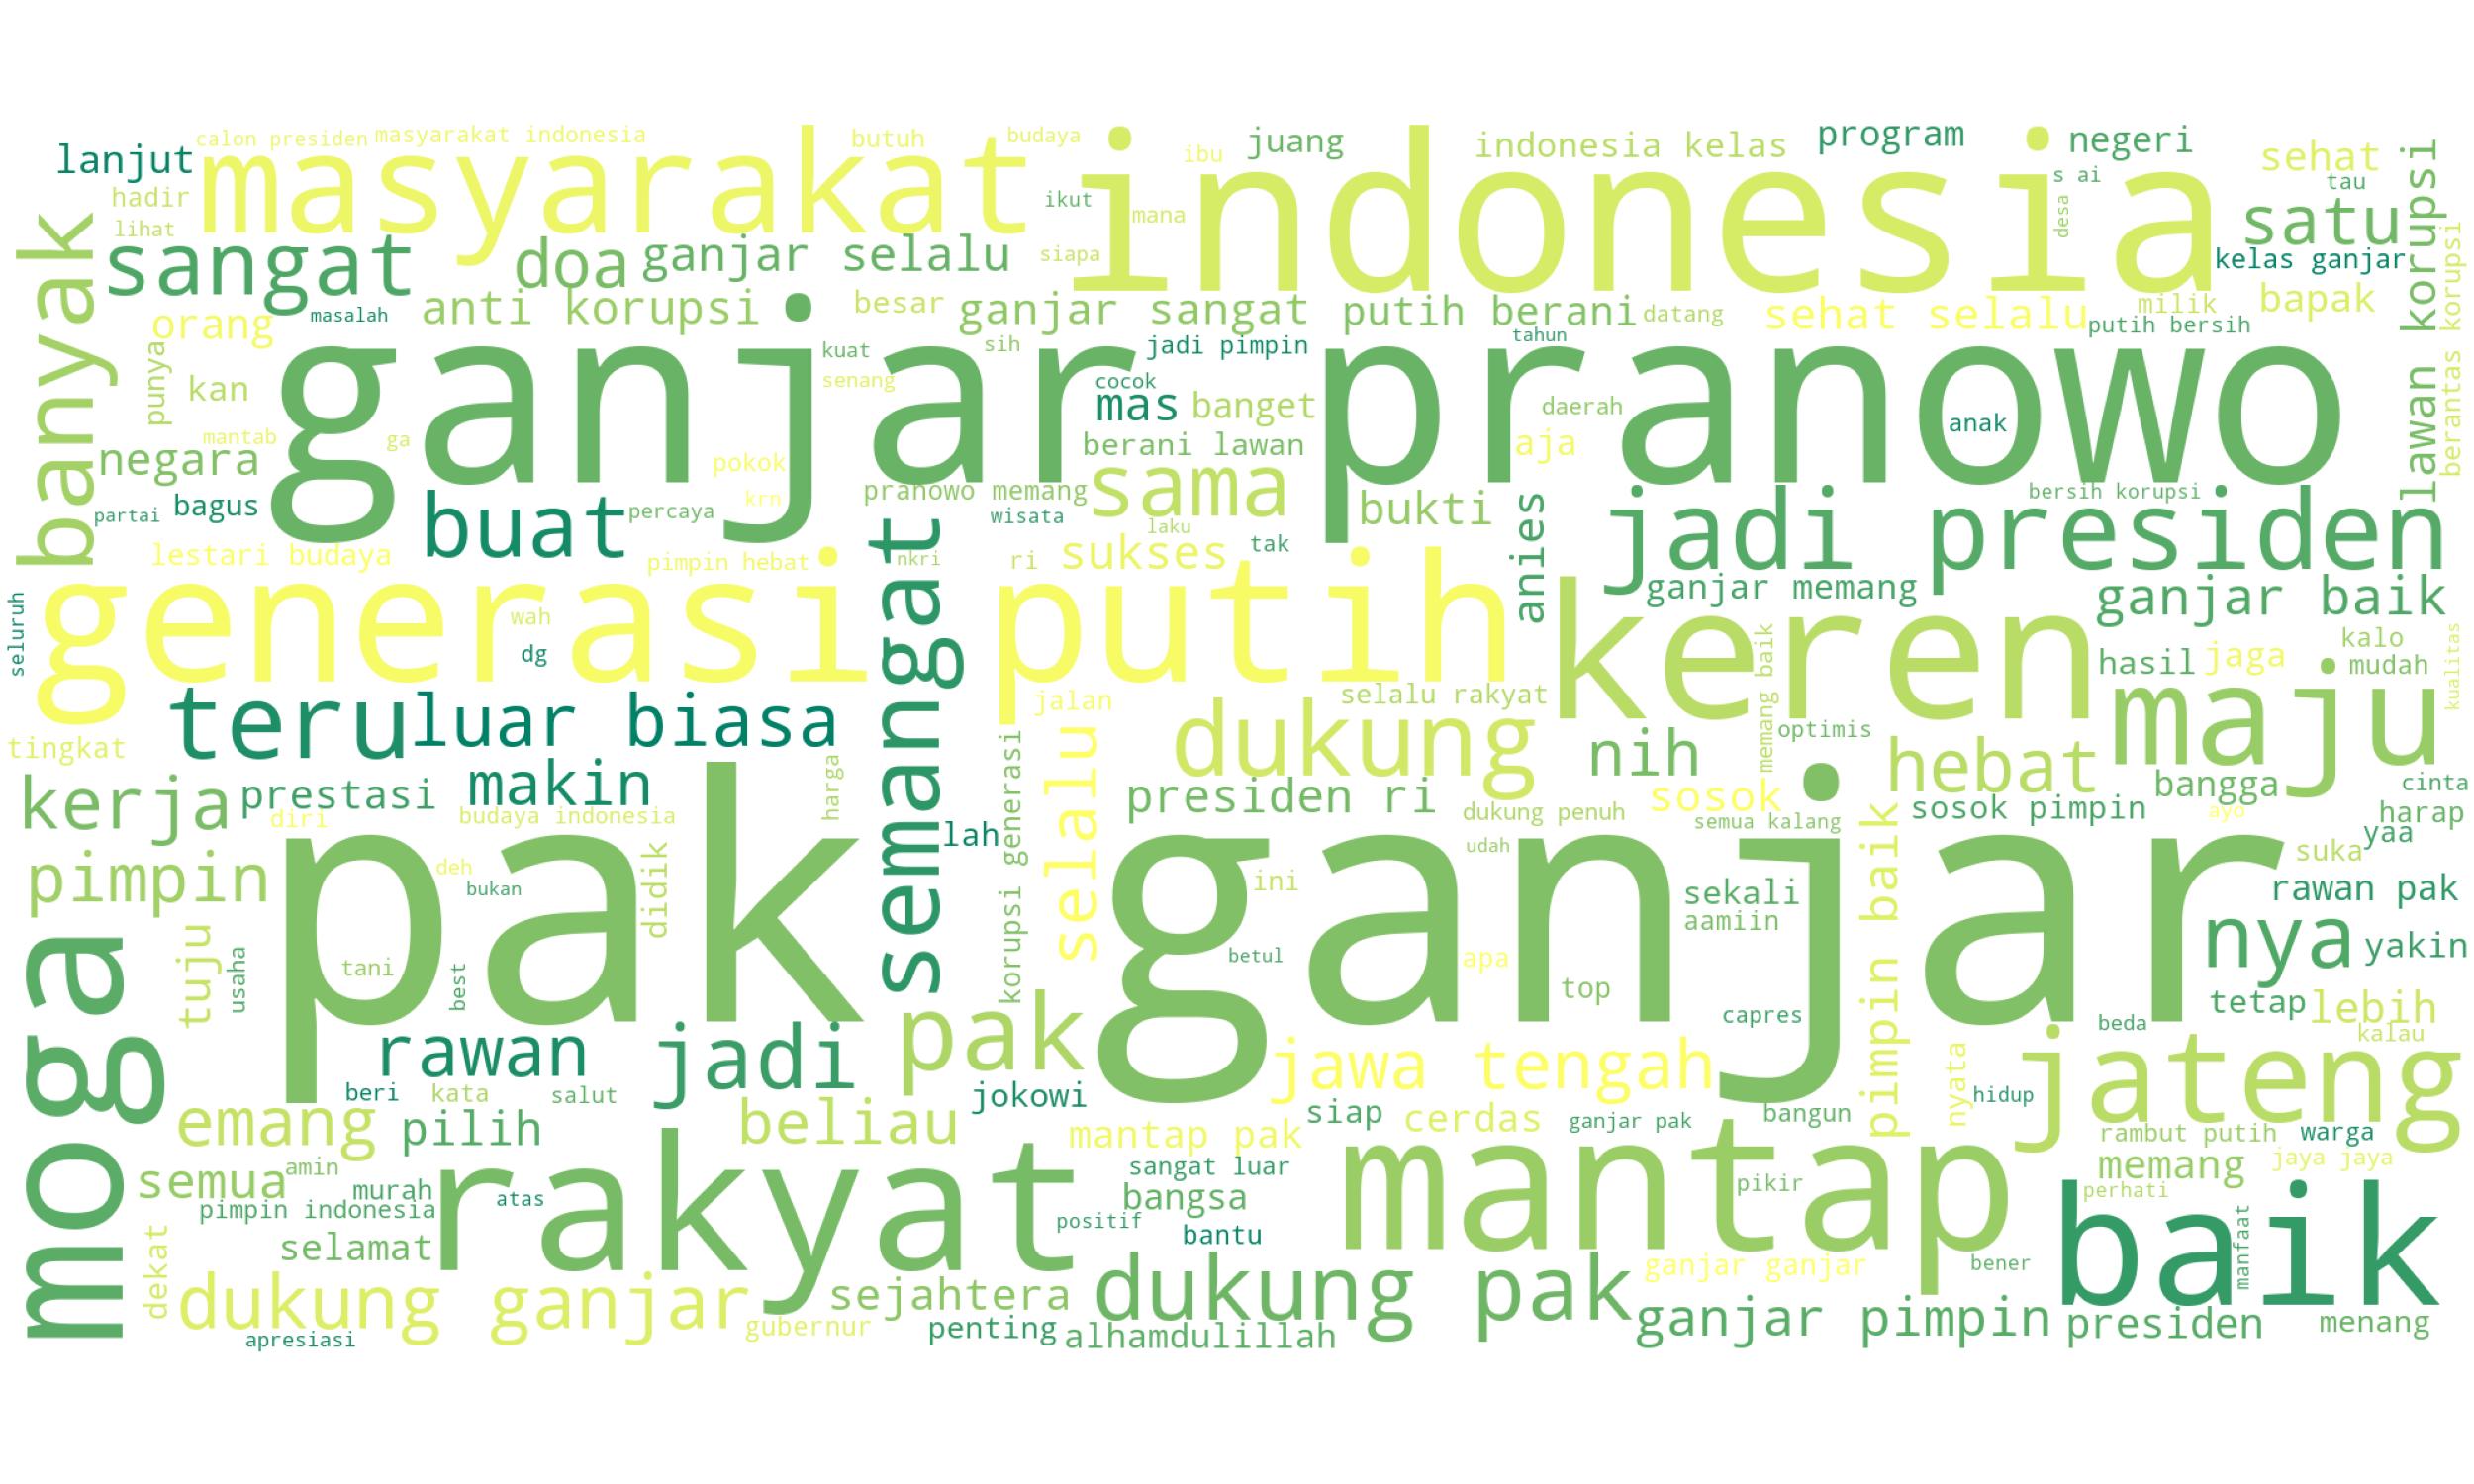 lanjut
calon presiden
masyarakat indonesia
masyarakat
butuh
budaya
ibu
juang
indonesia
indonesia kelas
program
negeri
sehat
lawan korupsi
hadir
lihat
ikut
mana
siapa
s ai
desa
tau
satu
berantas korupsi
banyak
sangat
doa
ganjar selalu
kelas ganjar
orang
masalah
anti korupsi
besar
ganjar sangat
putih berani
datang
sehat selalu
milik
bapak
putih bersih
punya
kan
ganjar pranowo
kuat
senang
sih
jadi pimpin
tahun
cocok
mas
banget
daerah
anak
mantab
ga
negara
pokok
berani lawan
aja
partai
bagus
buat
percaya
krn
pranowo memang
wisata
sama
laku
bukti
anies
jadi presiden
bersih korupsi
lestari budaya
pimpin hebat
semangat
nkri
ri
sukses
tak
seluruh
generasi putih
wah
dg
keren
ganjar memang
ganjar baik
memang baik
hasil
jaga
kalo
mudah
kualitas
tingkat
teru
luar biasa
jalan
selalu rakyat
dukung
nih
optimis
hebat
maju
kerja
prestasi
makin
diri
budaya indonesia
harga
korupsi generasi
selalu
presiden ri
dukung penuh
sosok
semua kalang
sosok pimpin
bangga
ayo
cinta
harap
yaa
pimpin
pak ganjar
deh
bukan
didik
lah
udah
ini
sekali
aamiin
pimpin baik
suka
rawan pak
moga
tuju
usaha
tani
best
betul
apa
top
capres
nya
yakin
tetap
lebih
beda
kalau
rawan
jadi
pak
jawa tengah
jateng
beri
kata
salut
jokowi
siap
cerdas
ganjar pak
bangun
nyata
hidup
emang
pilih
beliau
mantap pak
rambut putih
warga
semua
amin
murah
rakyat
atas
sangat luar
bangsa
mantap
pikir
memang
jaya jaya
perhati
pimpin indonesia
positif
bantu
baik
manfaat
dekat
selamat
dukung ganjar
sejahtera
dukung pak
ganjar ganjar
bener
apresiasi
gubernur
penting
alhamdulillah
ganjar pimpin
presiden
menang